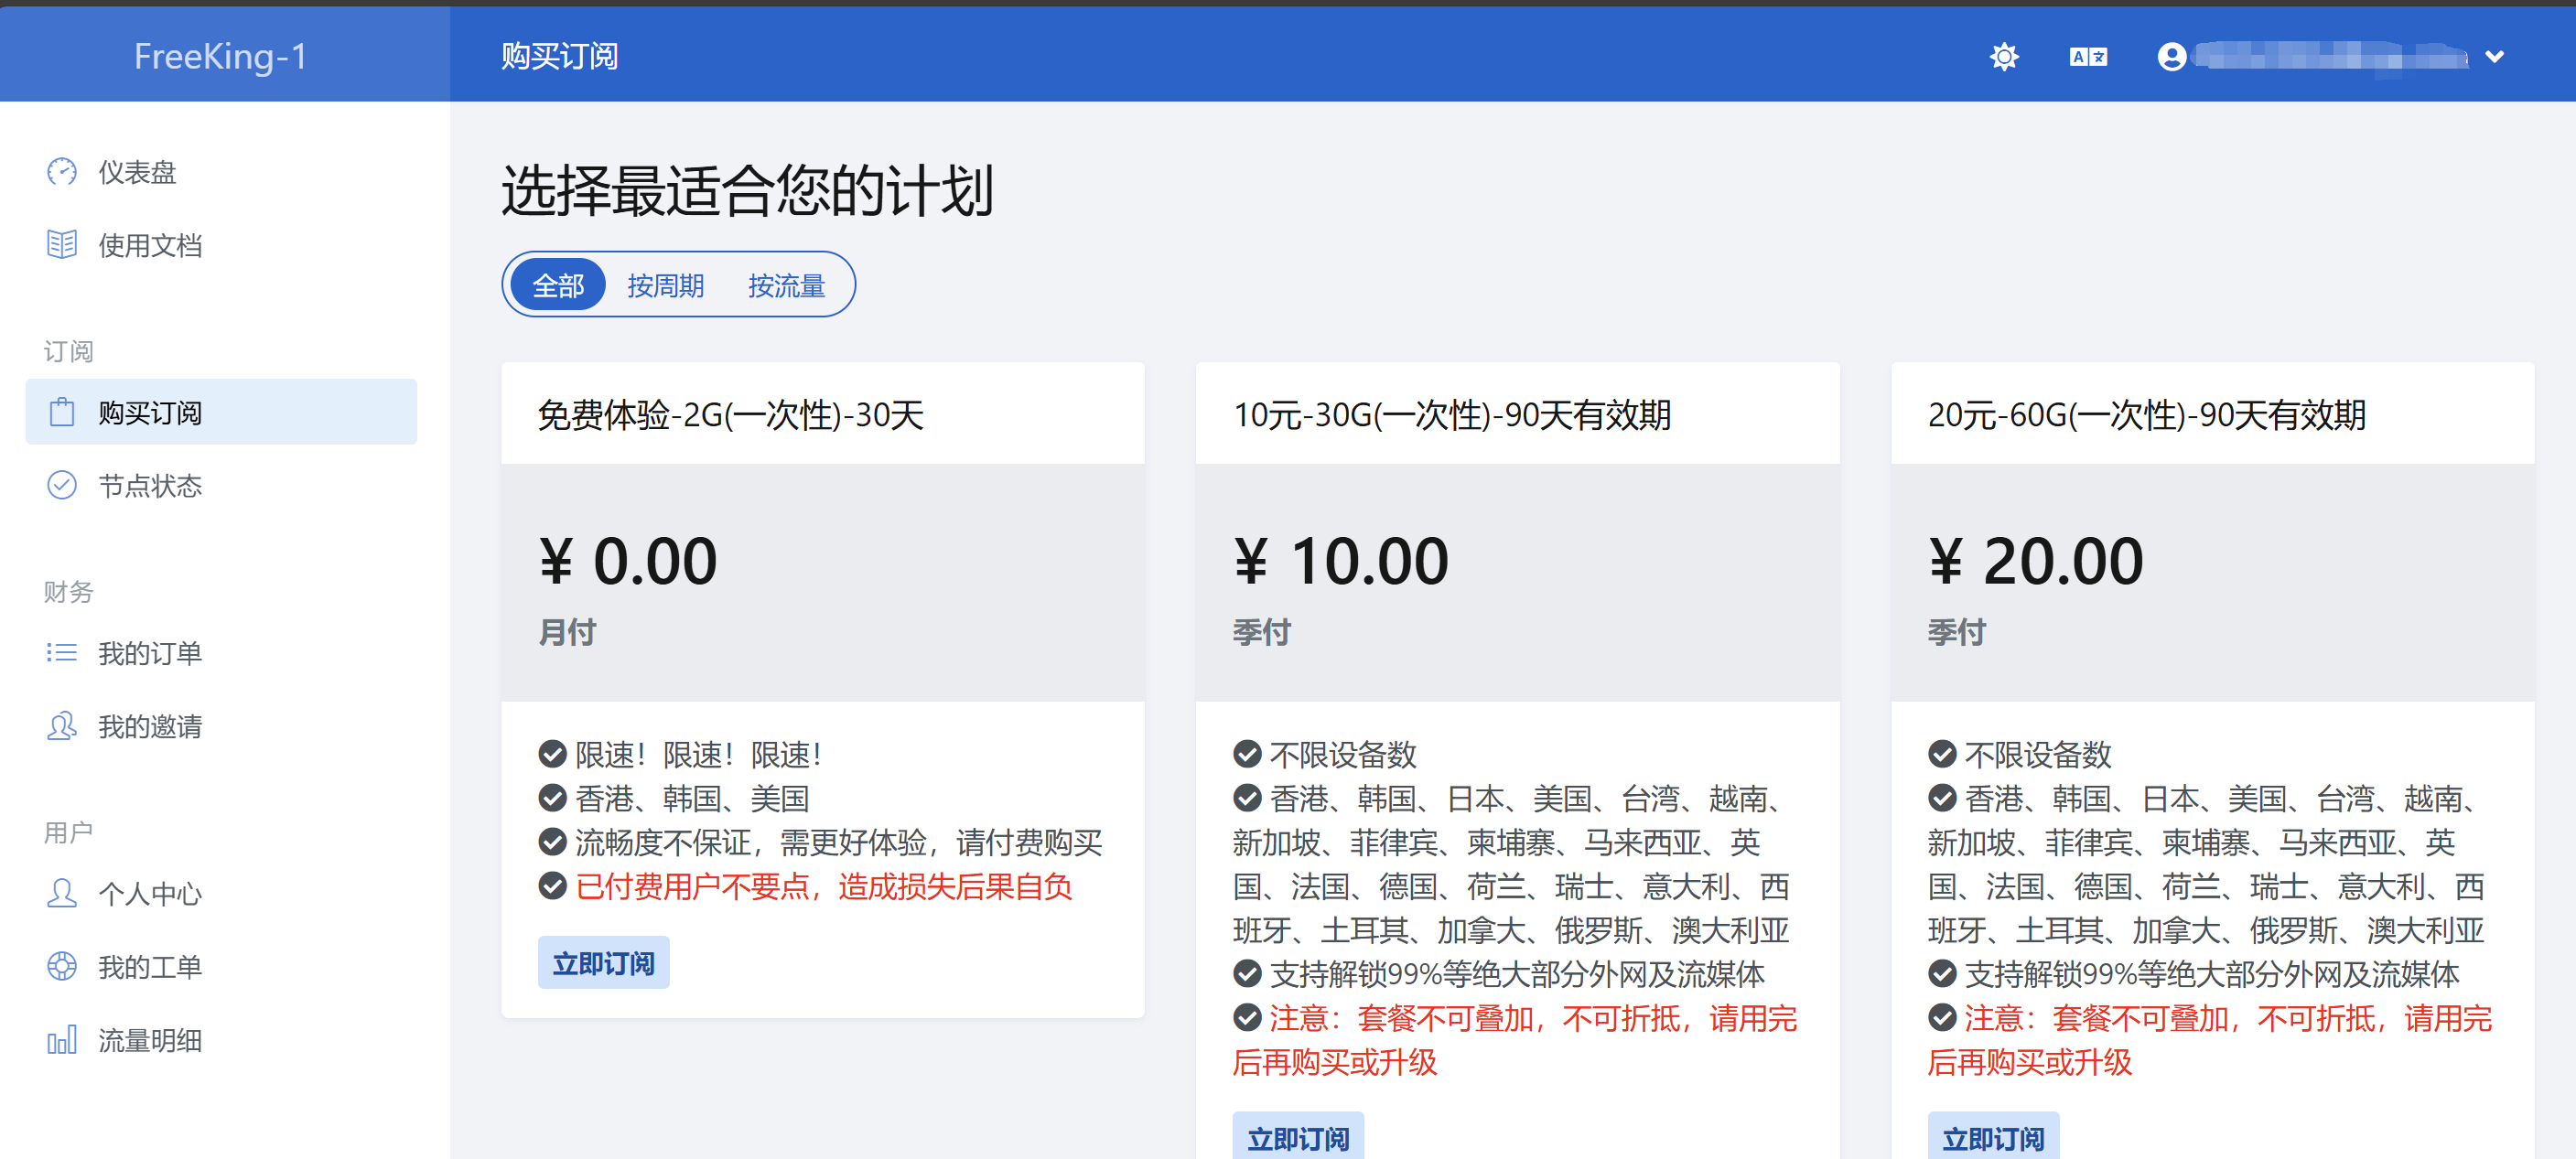 FreeKing-1
购买订阅
仪表盘
使用文档
订阅
购买订阅
节点状态
财务
我的订单
我的邀请
用户
个人中心
我的工单
流量明细
选择最适合您的计划
全部 按周期 按流量
免费体验-2G(一次性)-30天
¥ 0.00
月付
限速！限速！限速！
香港、韩国、美国
流畅度不保证，需更好体验，请付费购买
已付费用户不要点，造成损失后果自负
立即订阅
10元-30G(一次性)-90天有效期
¥ 10.00
季付
不限设备数
香港、韩国、日本、美国、台湾、越南、
新加坡、菲律宾、柬埔寨、马来西亚、英
国、法国、德国、荷兰、瑞士、意大利、西
班牙、土耳其、加拿大、俄罗斯、澳大利亚
支持解锁99%等绝大部分外网及流媒体
注意：套餐不可叠加，不可折抵，请用完
后再购买或升级
立即订阅
20元-60G(一次性)-90天有效期
¥ 20.00
季付
不限设备数
香港、韩国、日本、美国、台湾、越南、
新加坡、菲律宾、柬埔寨、马来西亚、英
国、法国、德国、荷兰、瑞士、意大利、西
班牙、土耳其、加拿大、俄罗斯、澳大利亚
支持解锁99%等绝大部分外网及流媒体
注意：套餐不可叠加，不可折抵，请用完
后再购买或升级
立即订阅